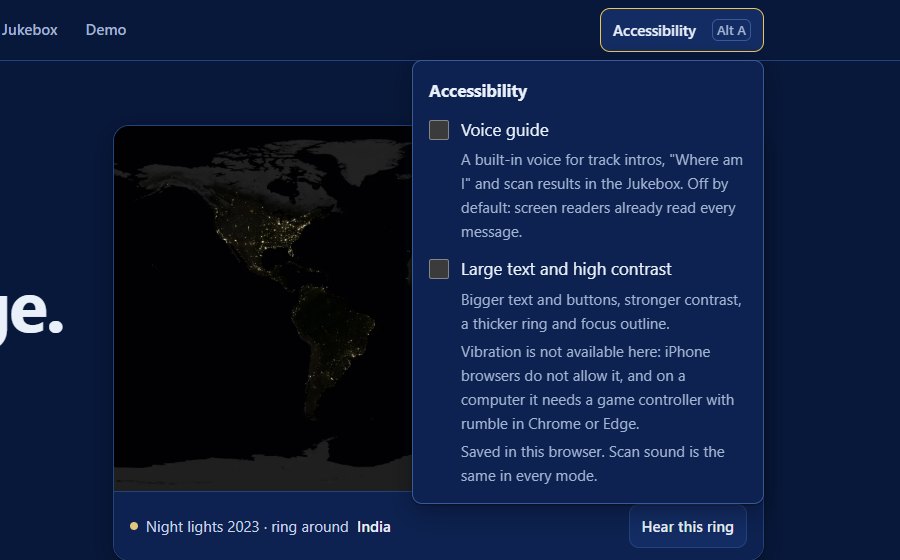 Jukebox Demo Accessibility Alt A
Accessibility
Voice guide
A built-in voice for track intros, "Where am
I" and scan results in the Jukebox. Off by
default: screen readers already read every
message.
Large text and high contrast
Bigger text and buttons, stronger contrast,
a thicker ring and focus outline.
Vibration is not available here: iPhone
browsers do not allow it, and on a
computer it needs a game controller with
rumble in Chrome or Edge.
Saved in this browser. Scan sound is the
same in every mode.
ge.
Night lights 2023 · ring around India
Hear this ring